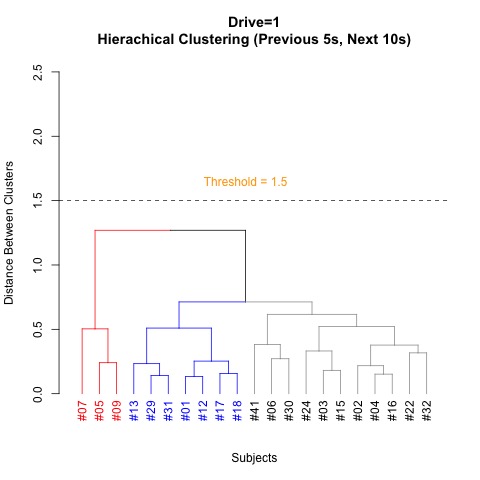 Drive=1
Hierachical Clustering (Previous 5s, Next 10s)
Distance Between Clusters
2.5
2.0
1.5
1.0
0.5
0.0
Threshold = 1.5
#07 #05 #09 #13 #29 #31 #01 #12 #17 #18 #41 #06 #30 #24 #03 #15 #02 #04 #16 #22 #32
Subjects